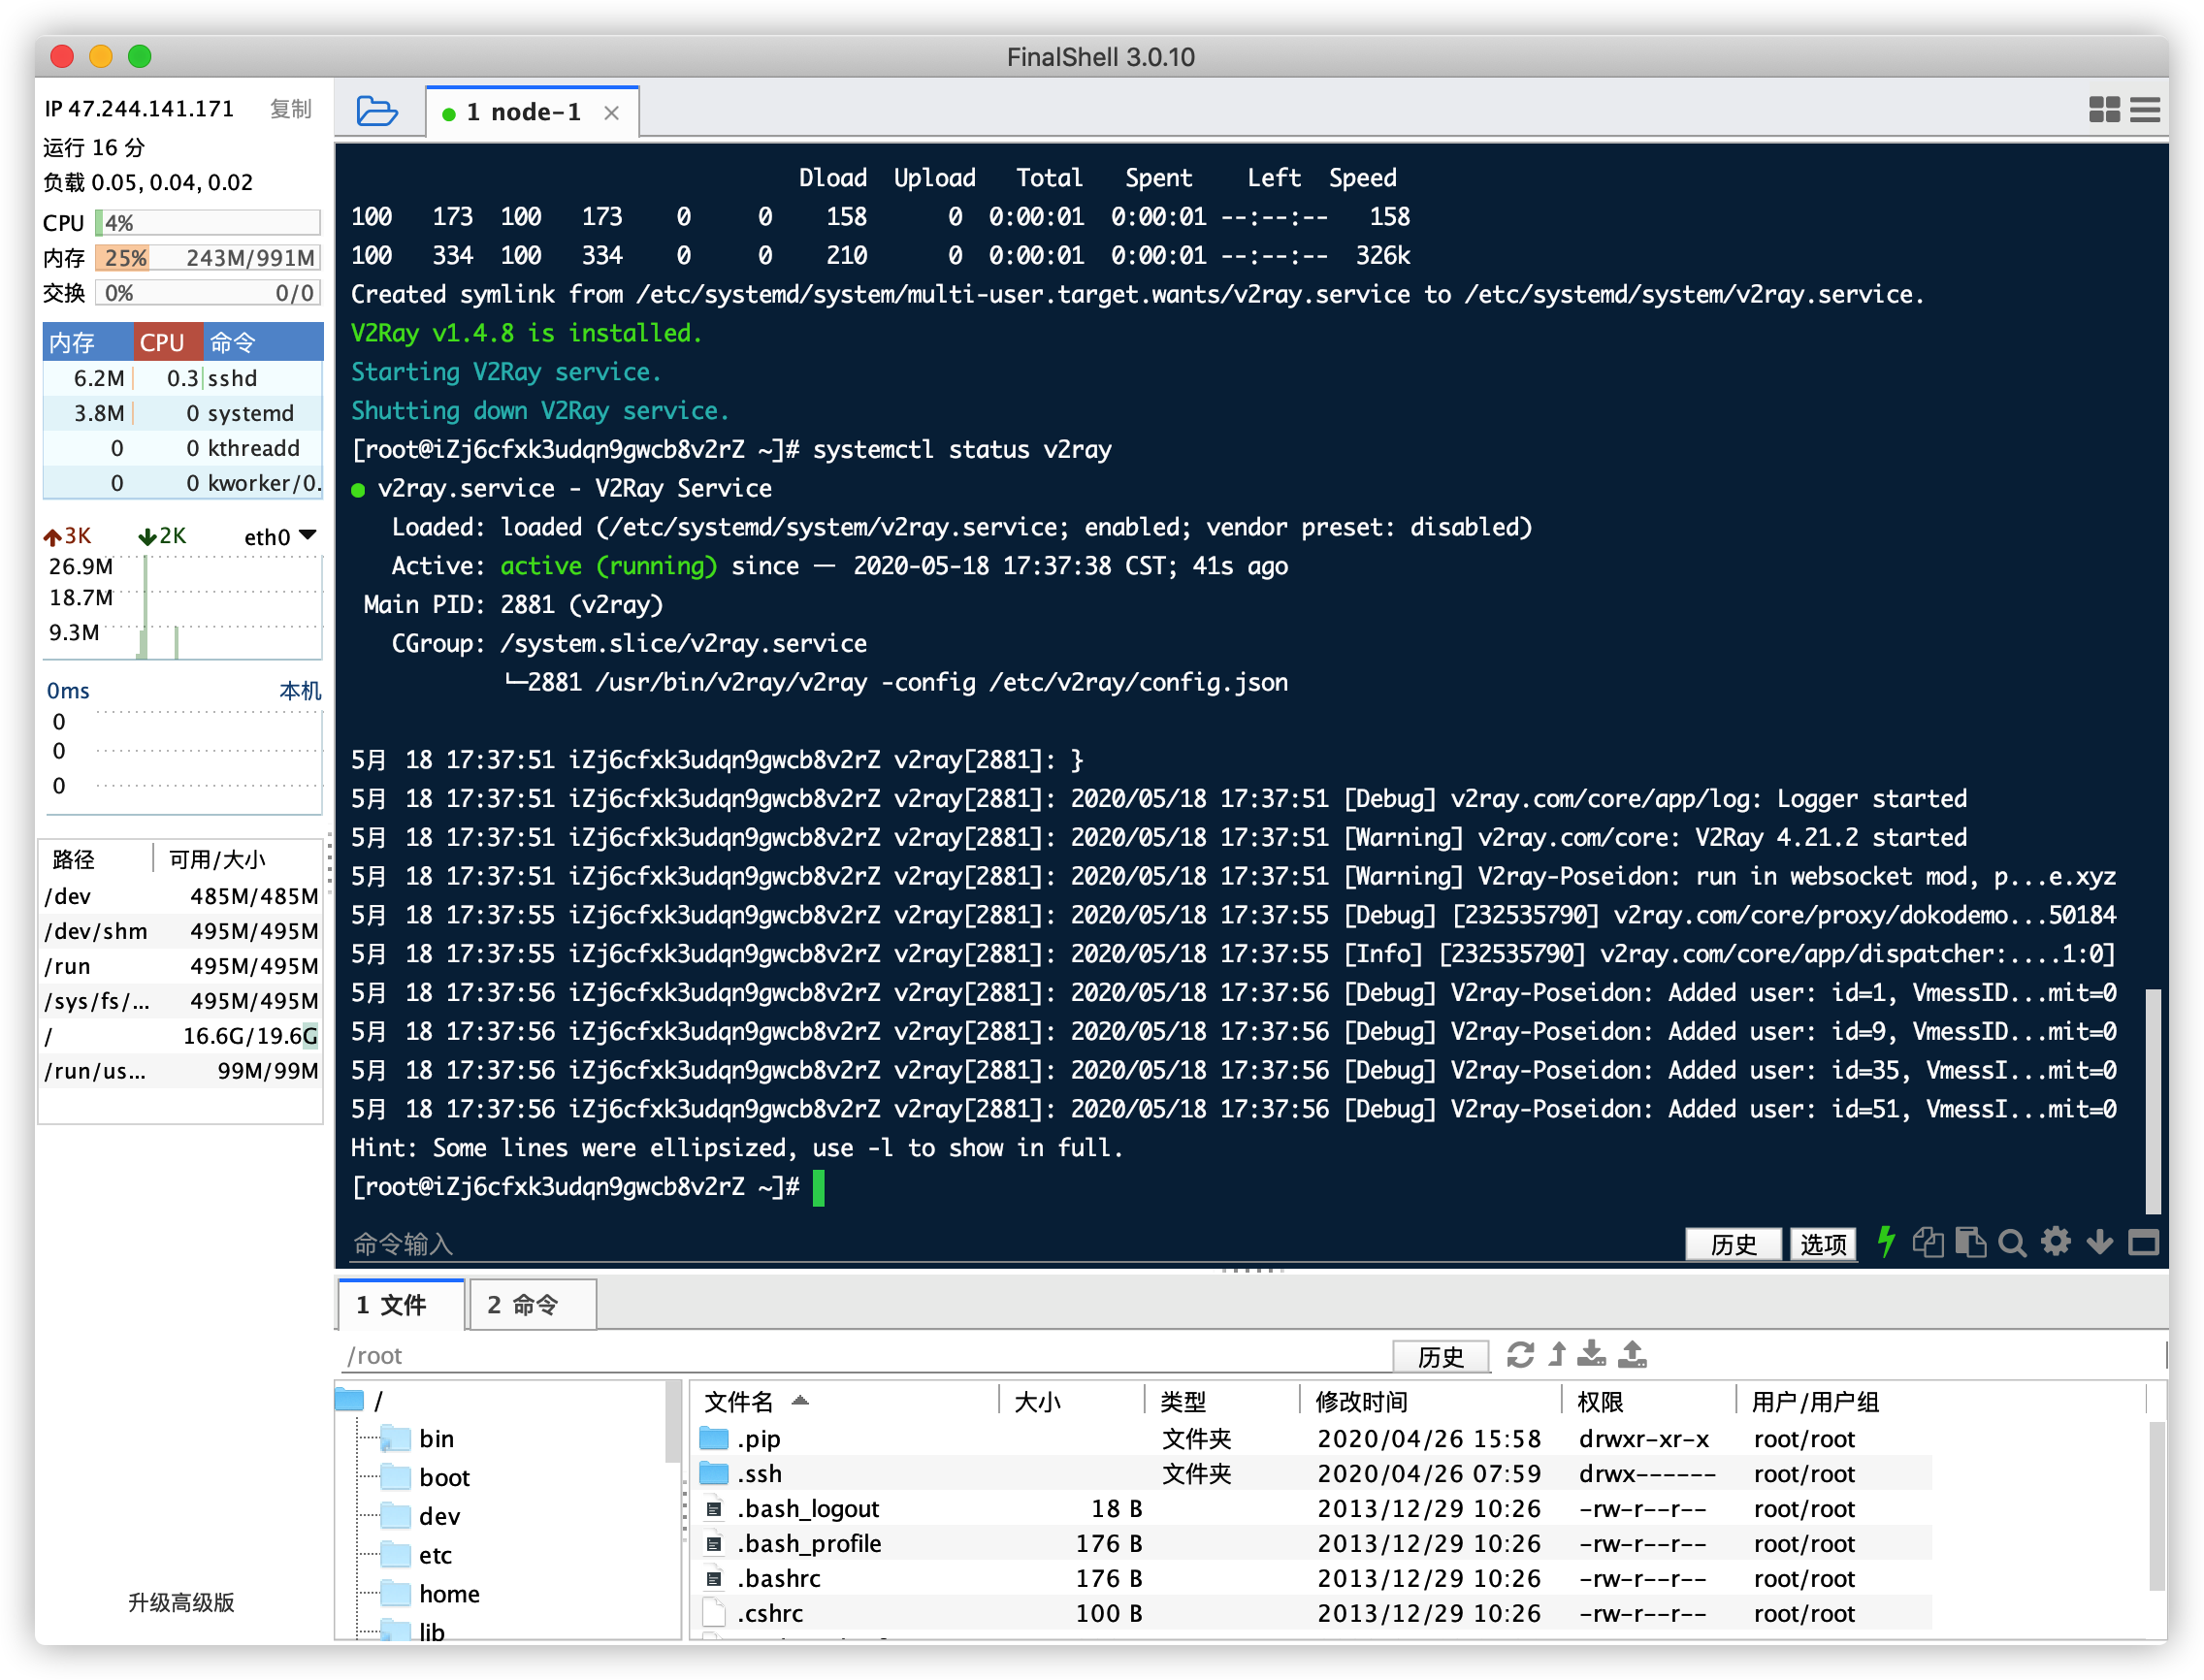 FinalShell 3.0.10
IP 47.244.141.171 复制
运行 16 分
负载 0.05, 0.04, 0.02
CPU 4%
内存 25% 243M/991M
交换 0% 0/0
内存 CPU 命令
6.2M 0.3 sshd
3.8M 0 systemd
0 0 kthreadd
0 0 kworker/0.
3K 2K eth0
26.9M
18.7M
9.3M
0ms 本机
0
0
0
路径 可用/大小
/dev 485M/485M
/dev/shm 495M/495M
/run 495M/495M
/sys/fs/... 495M/495M
/ 16.6G/19.6G
/run/us... 99M/99M
升级高级版
1 node-1
Dload Upload Total Spent Left Speed
100 173 100 173 0 0 158 0 0:00:01 0:00:01 --:--:-- 158
100 334 100 334 0 0 210 0 0:00:01 0:00:01 --:--:-- 326k
Created symlink from /etc/systemd/system/multi-user.target.wants/v2ray.service to /etc/systemd/system/v2ray.service.
V2Ray v1.4.8 is installed.
Starting V2Ray service.
Shutting down V2Ray service.
[root@iZj6cfxk3udqn9gwcb8v2rZ ~]# systemctl status v2ray
● v2ray.service - V2Ray Service
Loaded: loaded (/etc/systemd/system/v2ray.service; enabled; vendor preset: disabled)
Active: active (running) since 一 2020-05-18 17:37:38 CST; 41s ago
Main PID: 2881 (v2ray)
CGroup: /system.slice/v2ray.service
└─2881 /usr/bin/v2ray/v2ray -config /etc/v2ray/config.json
5月 18 17:37:51 iZj6cfxk3udqn9gwcb8v2rZ v2ray[2881]: }
5月 18 17:37:51 iZj6cfxk3udqn9gwcb8v2rZ v2ray[2881]: 2020/05/18 17:37:51 [Debug] v2ray.com/core/app/log: Logger started
5月 18 17:37:51 iZj6cfxk3udqn9gwcb8v2rZ v2ray[2881]: 2020/05/18 17:37:51 [Warning] v2ray.com/core: V2Ray 4.21.2 started
5月 18 17:37:51 iZj6cfxk3udqn9gwcb8v2rZ v2ray[2881]: 2020/05/18 17:37:51 [Warning] V2ray-Poseidon: run in websocket mod, p...e.xyz
5月 18 17:37:55 iZj6cfxk3udqn9gwcb8v2rZ v2ray[2881]: 2020/05/18 17:37:55 [Debug] [232535790] v2ray.com/core/proxy/dokodemo...50184
5月 18 17:37:55 iZj6cfxk3udqn9gwcb8v2rZ v2ray[2881]: 2020/05/18 17:37:55 [Info] [232535790] v2ray.com/core/app/dispatcher:....1:0]
5月 18 17:37:56 iZj6cfxk3udqn9gwcb8v2rZ v2ray[2881]: 2020/05/18 17:37:56 [Debug] V2ray-Poseidon: Added user: id=1, VmessID...mit=0
5月 18 17:37:56 iZj6cfxk3udqn9gwcb8v2rZ v2ray[2881]: 2020/05/18 17:37:56 [Debug] V2ray-Poseidon: Added user: id=9, VmessID...mit=0
5月 18 17:37:56 iZj6cfxk3udqn9gwcb8v2rZ v2ray[2881]: 2020/05/18 17:37:56 [Debug] V2ray-Poseidon: Added user: id=35, VmessI...mit=0
5月 18 17:37:56 iZj6cfxk3udqn9gwcb8v2rZ v2ray[2881]: 2020/05/18 17:37:56 [Debug] V2ray-Poseidon: Added user: id=51, VmessI...mit=0
Hint: Some lines were ellipsized, use -l to show in full.
[root@iZj6cfxk3udqn9gwcb8v2rZ ~]#
命令输入 历史 选项
1 文件 2 命令
/root 历史
/
bin
boot
dev
etc
home
lib
文件名 大小 类型 修改时间 权限 用户/用户组
.pip 文件夹 2020/04/26 15:58 drwxr-xr-x root/root
.ssh 文件夹 2020/04/26 07:59 drwx------ root/root
.bash_logout 18 B 2013/12/29 10:26 -rw-r--r-- root/root
.bash_profile 176 B 2013/12/29 10:26 -rw-r--r-- root/root
.bashrc 176 B 2013/12/29 10:26 -rw-r--r-- root/root
.cshrc 100 B 2013/12/29 10:26 -rw-r--r-- root/root